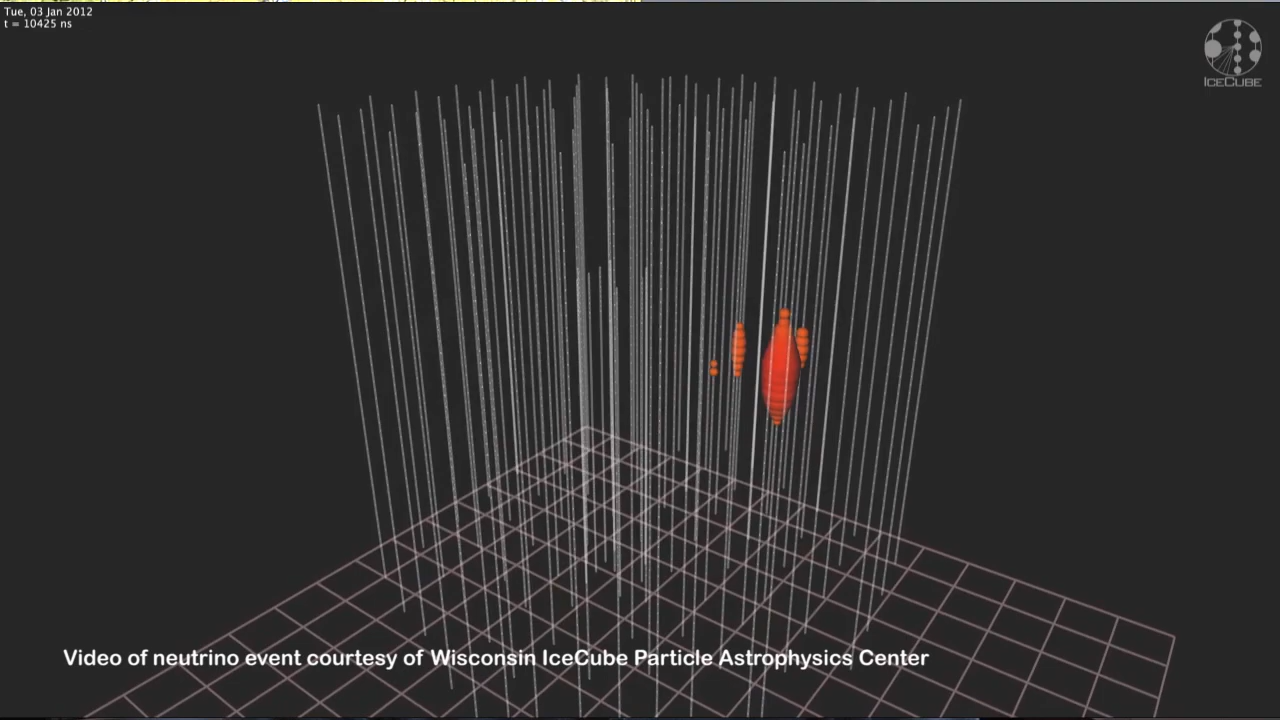 Tue, 03 Jan 2012
t = 10425 ns
ICECUBE
Video of neutrino event courtesy of Wisconsin IceCube Particle Astrophysics Center